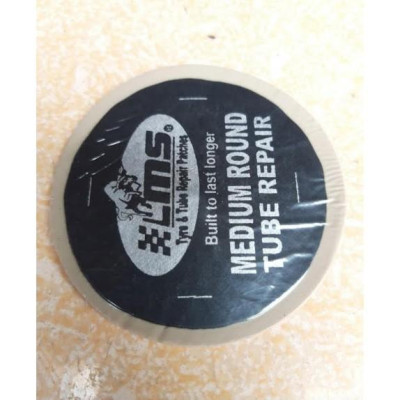 LMS®
Tyre & Tube Repair Patches
Built to last longer
MEDIUM ROUND
TUBE REPAIR